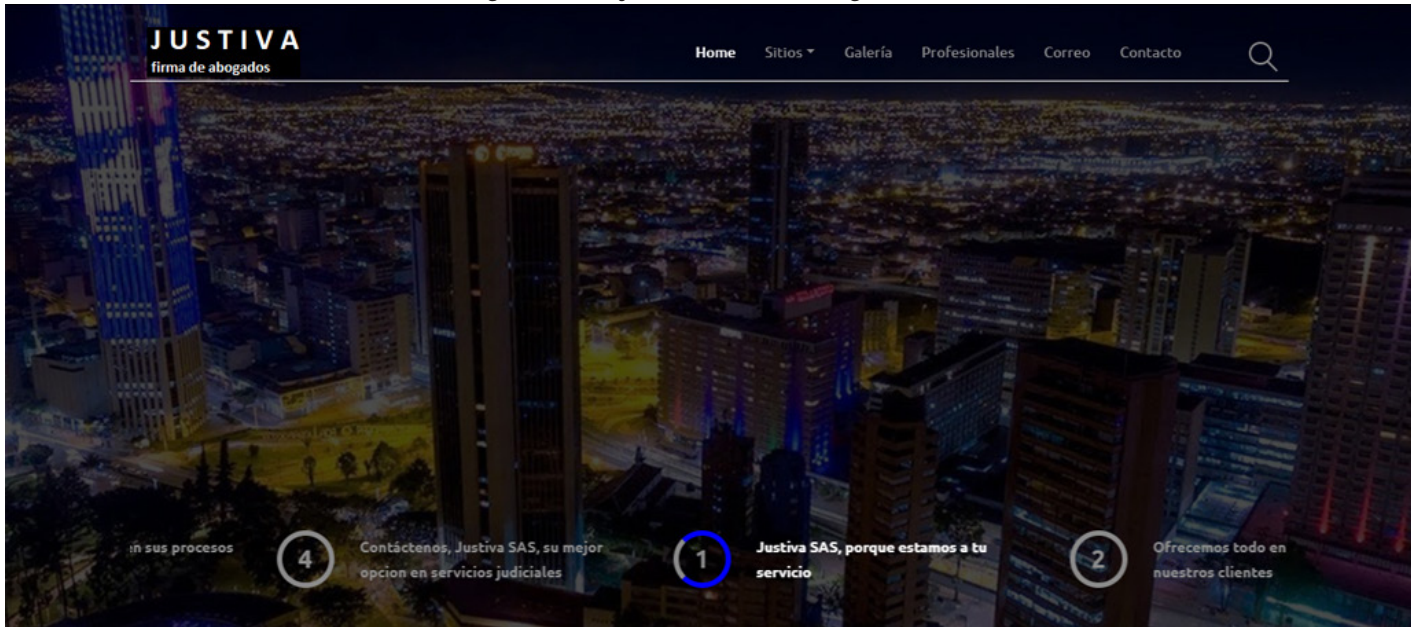 JUSTIVA
firma de abogados
Home Sitios Galería Profesionales Correo Contacto
en sus procesos
4
Contáctenos, Justiva SAS, su mejor
opcion en servicios judiciales
1
Justiva SAS, porque estamos a tu
servicio
2
Ofrecemos todo en
nuestros clientes